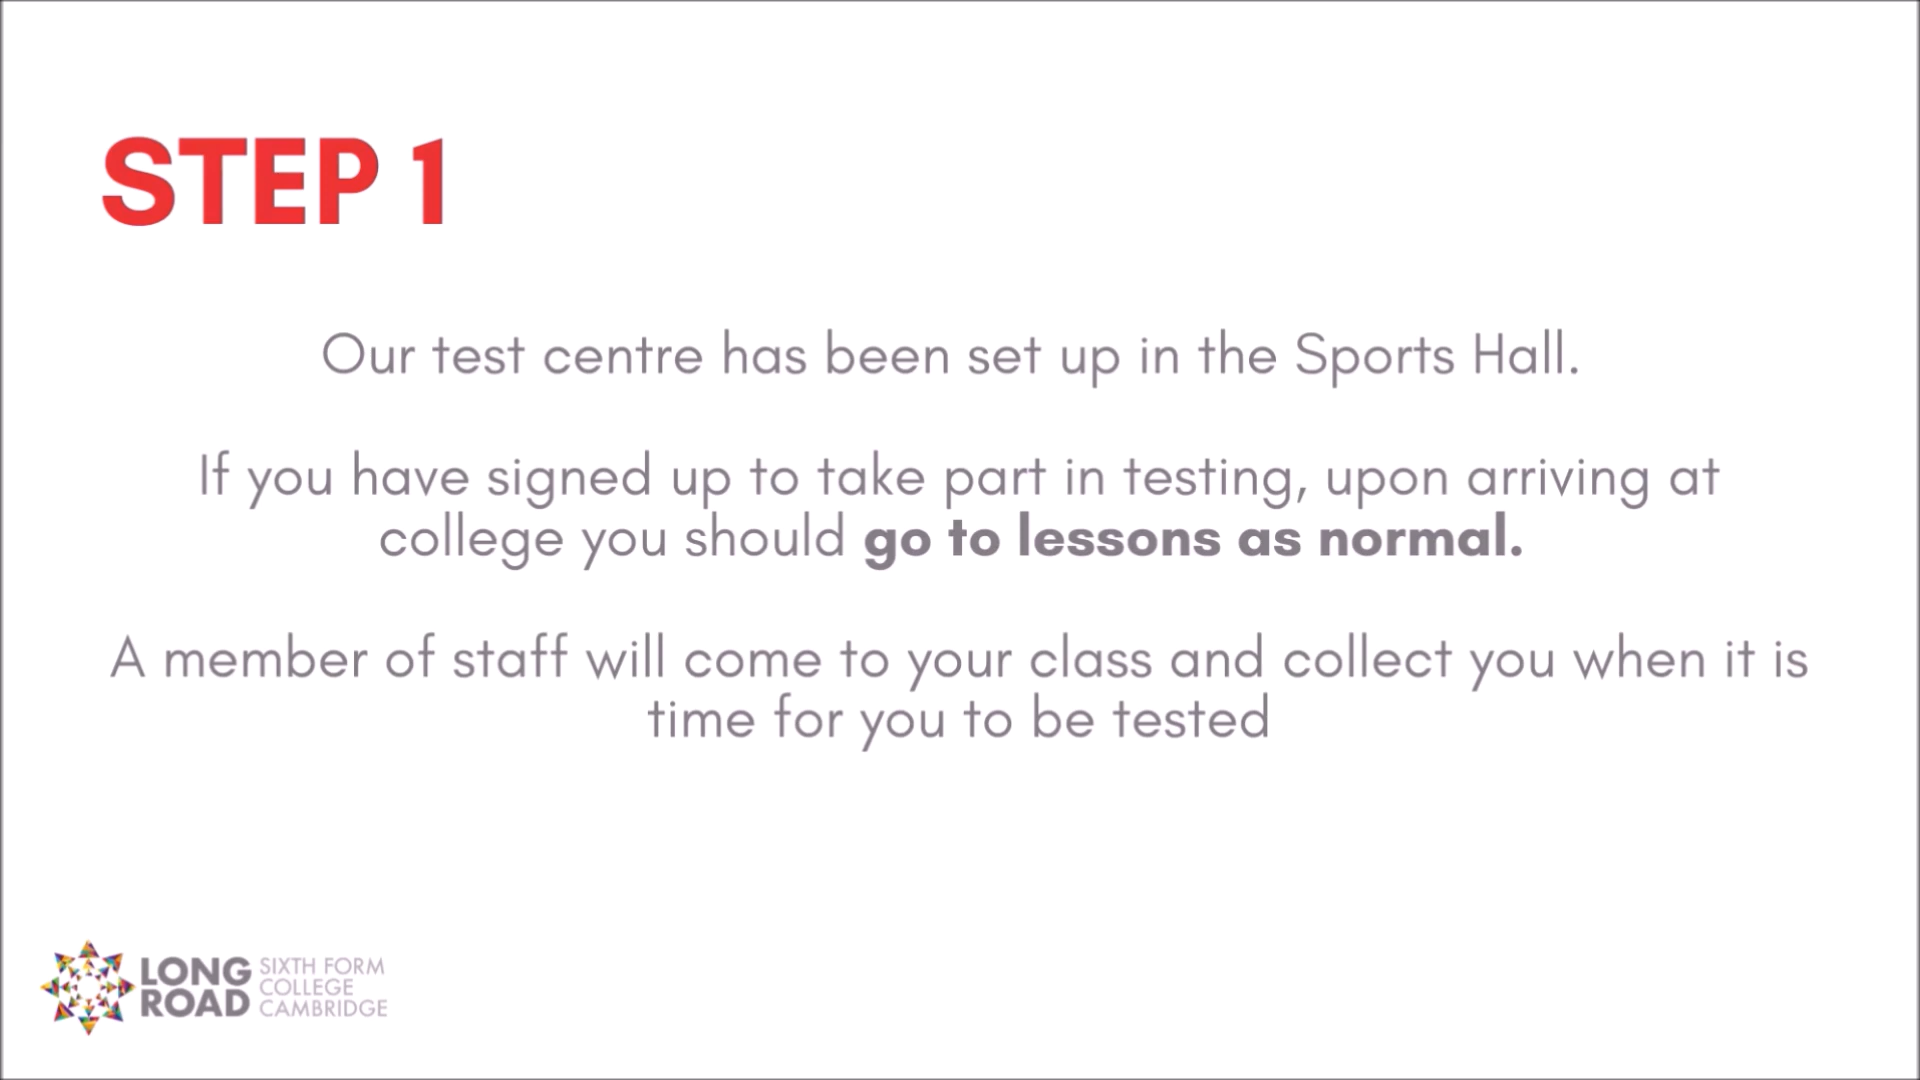 STEP 1
Our test centre has been set up in the Sports Hall.
If you have signed up to take part in testing, upon arriving at
college you should go to lessons as normal.
A member of staff will come to your class and collect you when it is
time for you to be tested
LONG ROAD
SIXTH FORM
COLLEGE
CAMBRIDGE